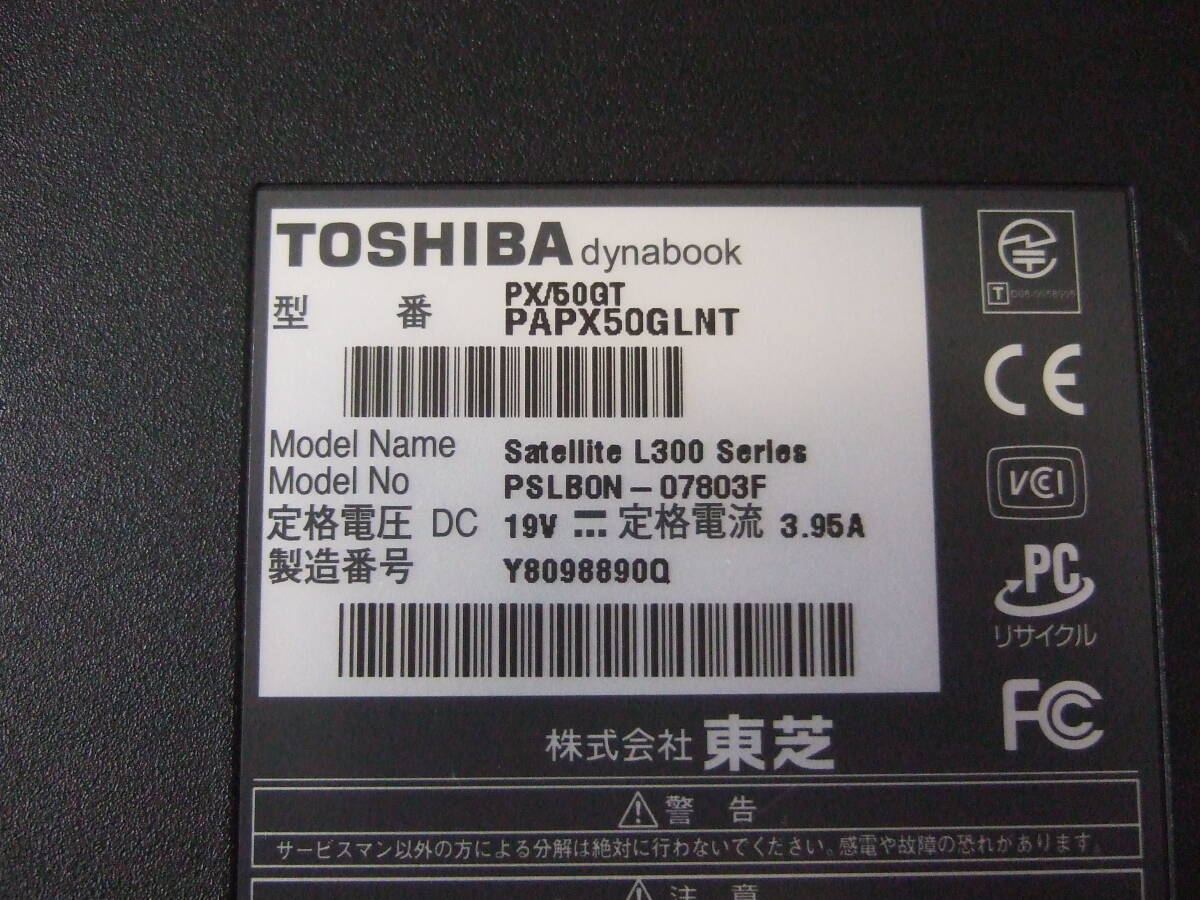 TOSHIBA dynabook
型 番 PX/50GT
PAPX50GLNT
Model Name Satellite L300 Series
Model No PSLB0N-07803F
定格電圧 DC 19V 定格電流 3.95A
製造番号 Y8098890Q
T
CE
VCI
PC
リサイクル
FC
株式会社 東芝
警 告
サービスマン以外の方による分解は絶対に行わないでください。感電や故障の恐れがあります。
注 意